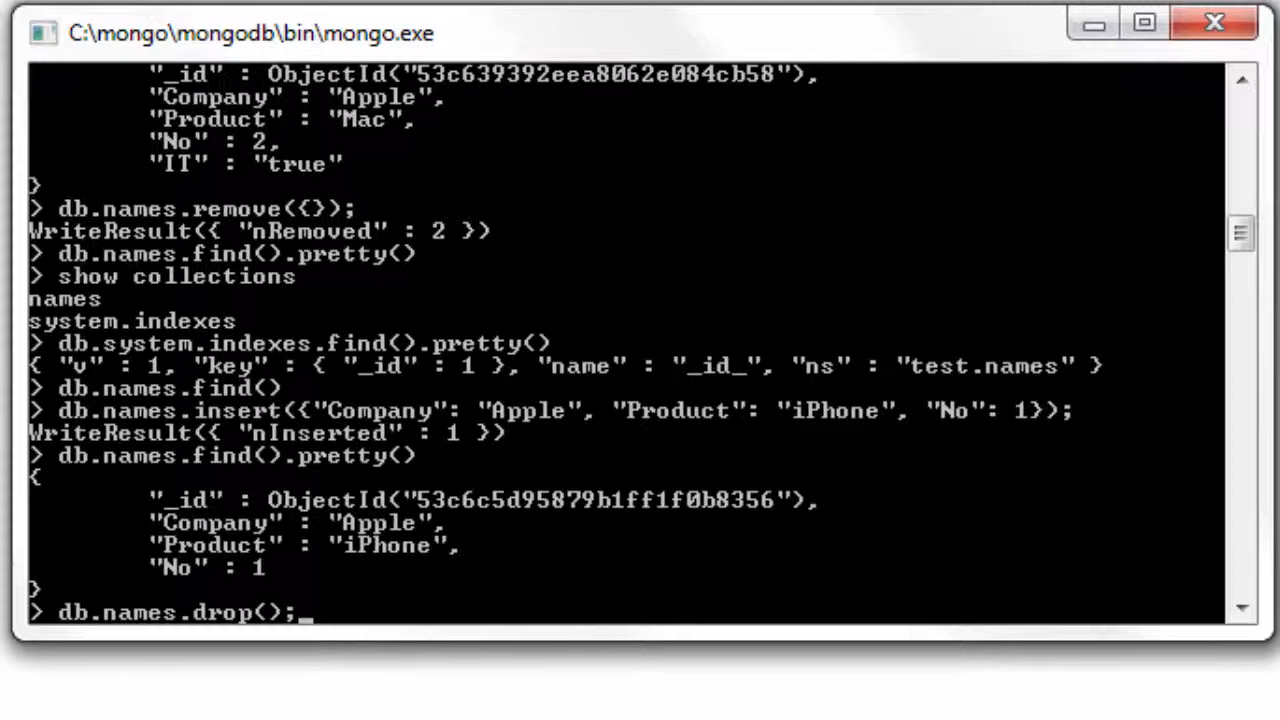 C:\mongo\mongodb\bin\mongo.exe
"_id" : ObjectId("53c639392eea8062e084cb58"),
"Company" : "Apple",
"Product" : "Mac",
"No" : 2,
"IT" : "true"
}
> db.names.remove({});
WriteResult({ "nRemoved" : 2 })
> db.names.find().pretty()
> show collections
names
system.indexes
> db.system.indexes.find().pretty()
{ "v" : 1, "key" : { "_id" : 1 }, "name" : "_id_", "ns" : "test.names" }
> db.names.find()
> db.names.insert({"Company": "Apple", "Product": "iPhone", "No": 1});
WriteResult({ "nInserted" : 1 })
> db.names.find().pretty()
{
"_id" : ObjectId("53c6c5d95879b1ff1f0b8356"),
"Company" : "Apple",
"Product" : "iPhone",
"No" : 1
}
> db.names.drop();_